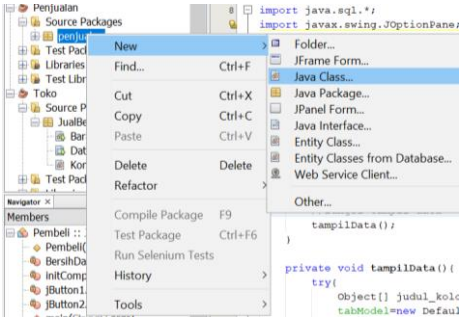 Penjualan
Source Packages
penjualan
Test Pac
Libraries
Test Libr
Toko
Source P
JualBe
Bar
Dat
Kor
Test Pac
Navigator ×
Members
Pembeli ::
Pembeli(
BersihDa
initComp
jButton1.
jButton2.
New
Find... Ctrl+F
Cut Ctrl+X
Copy Ctrl+C
Paste Ctrl+V
Delete Delete
Refactor
Compile Package F9
Test Package Ctrl+F6
Run Selenium Tests
History
Tools
Folder...
JFrame Form...
Java Class...
Java Package...
JPanel Form...
Java Interface...
Entity Class...
Entity Classes from Database...
Web Service Client...
Other...
8
import java.sql.*;
import javax.swing.JOptionPane;
tampilData();
}
private void tampilData(){
try{
Object[] judul_kolo
tabModel=new Defaul